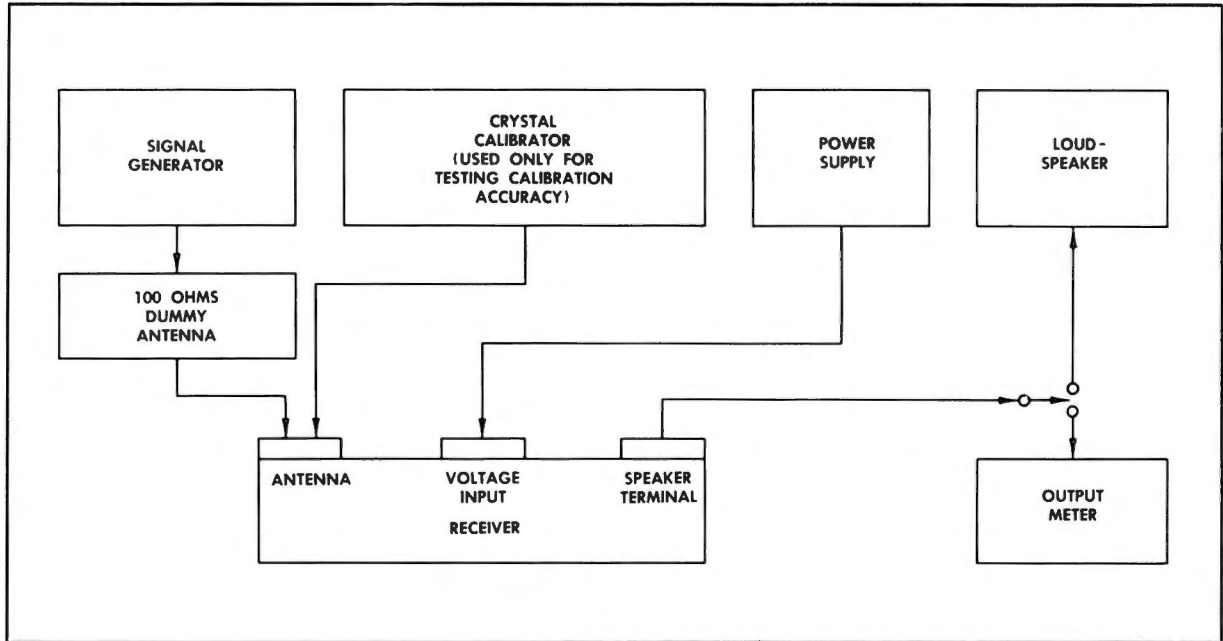 SIGNAL
GENERATOR
CRYSTAL
CALIBRATOR
(USED ONLY FOR
TESTING CALIBRATION
ACCURACY)
POWER
SUPPLY
LOUD-
SPEAKER
100 OHMS
DUMMY
ANTENNA
ANTENNA
VOLTAGE
INPUT
SPEAKER
TERMINAL
RECEIVER
OUTPUT
METER